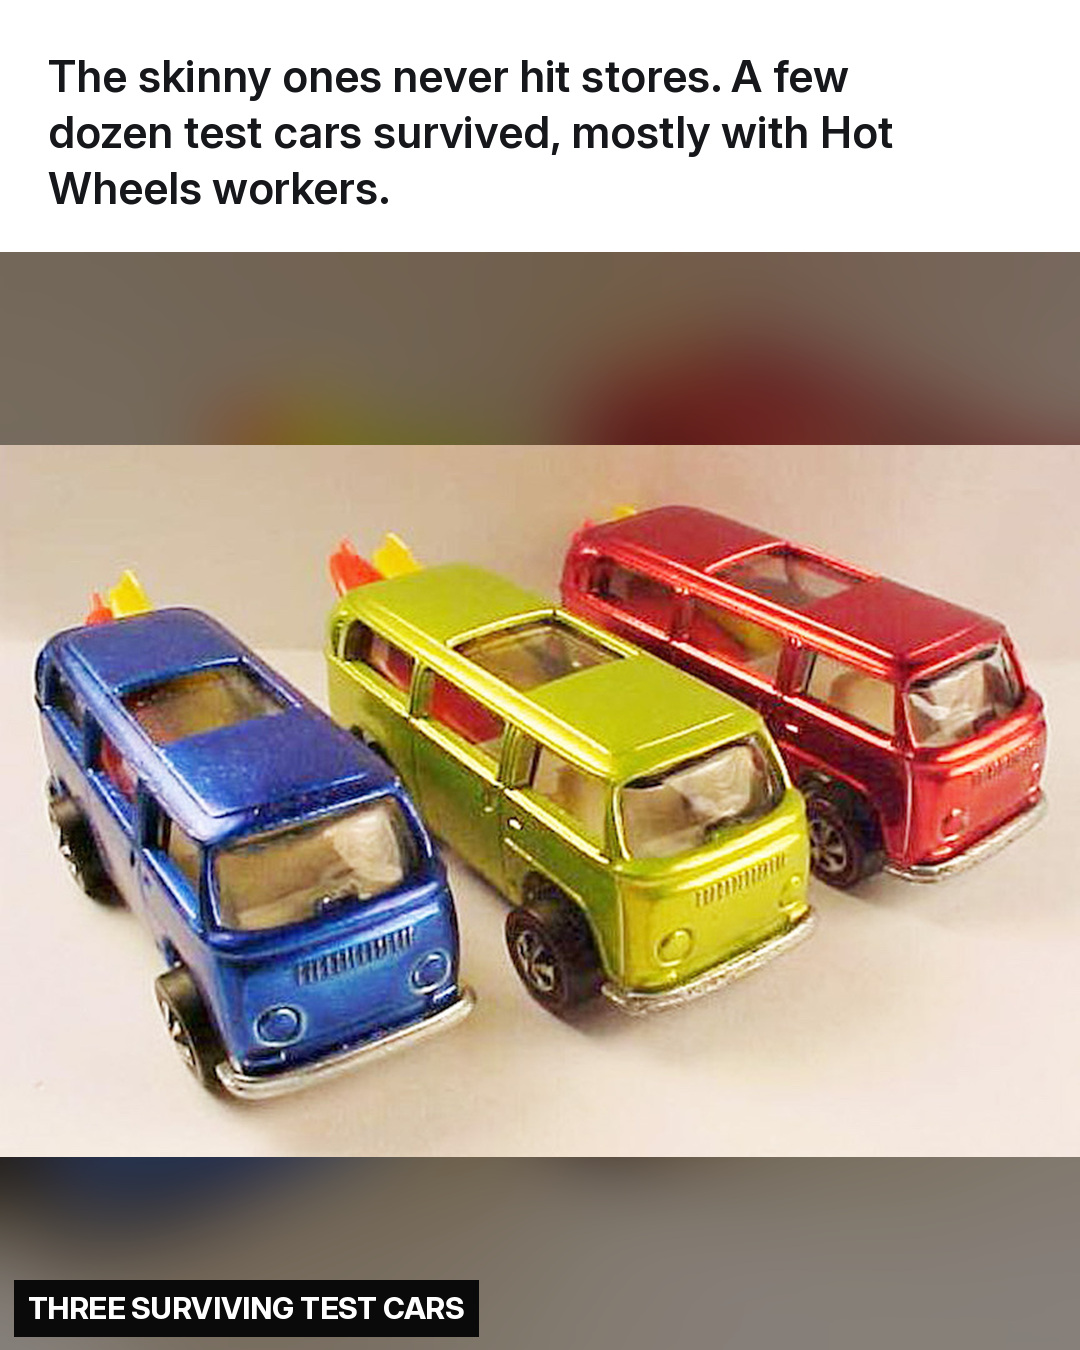 The skinny ones never hit stores. A few
dozen test cars survived, mostly with Hot
Wheels workers.
THREE SURVIVING TEST CARS